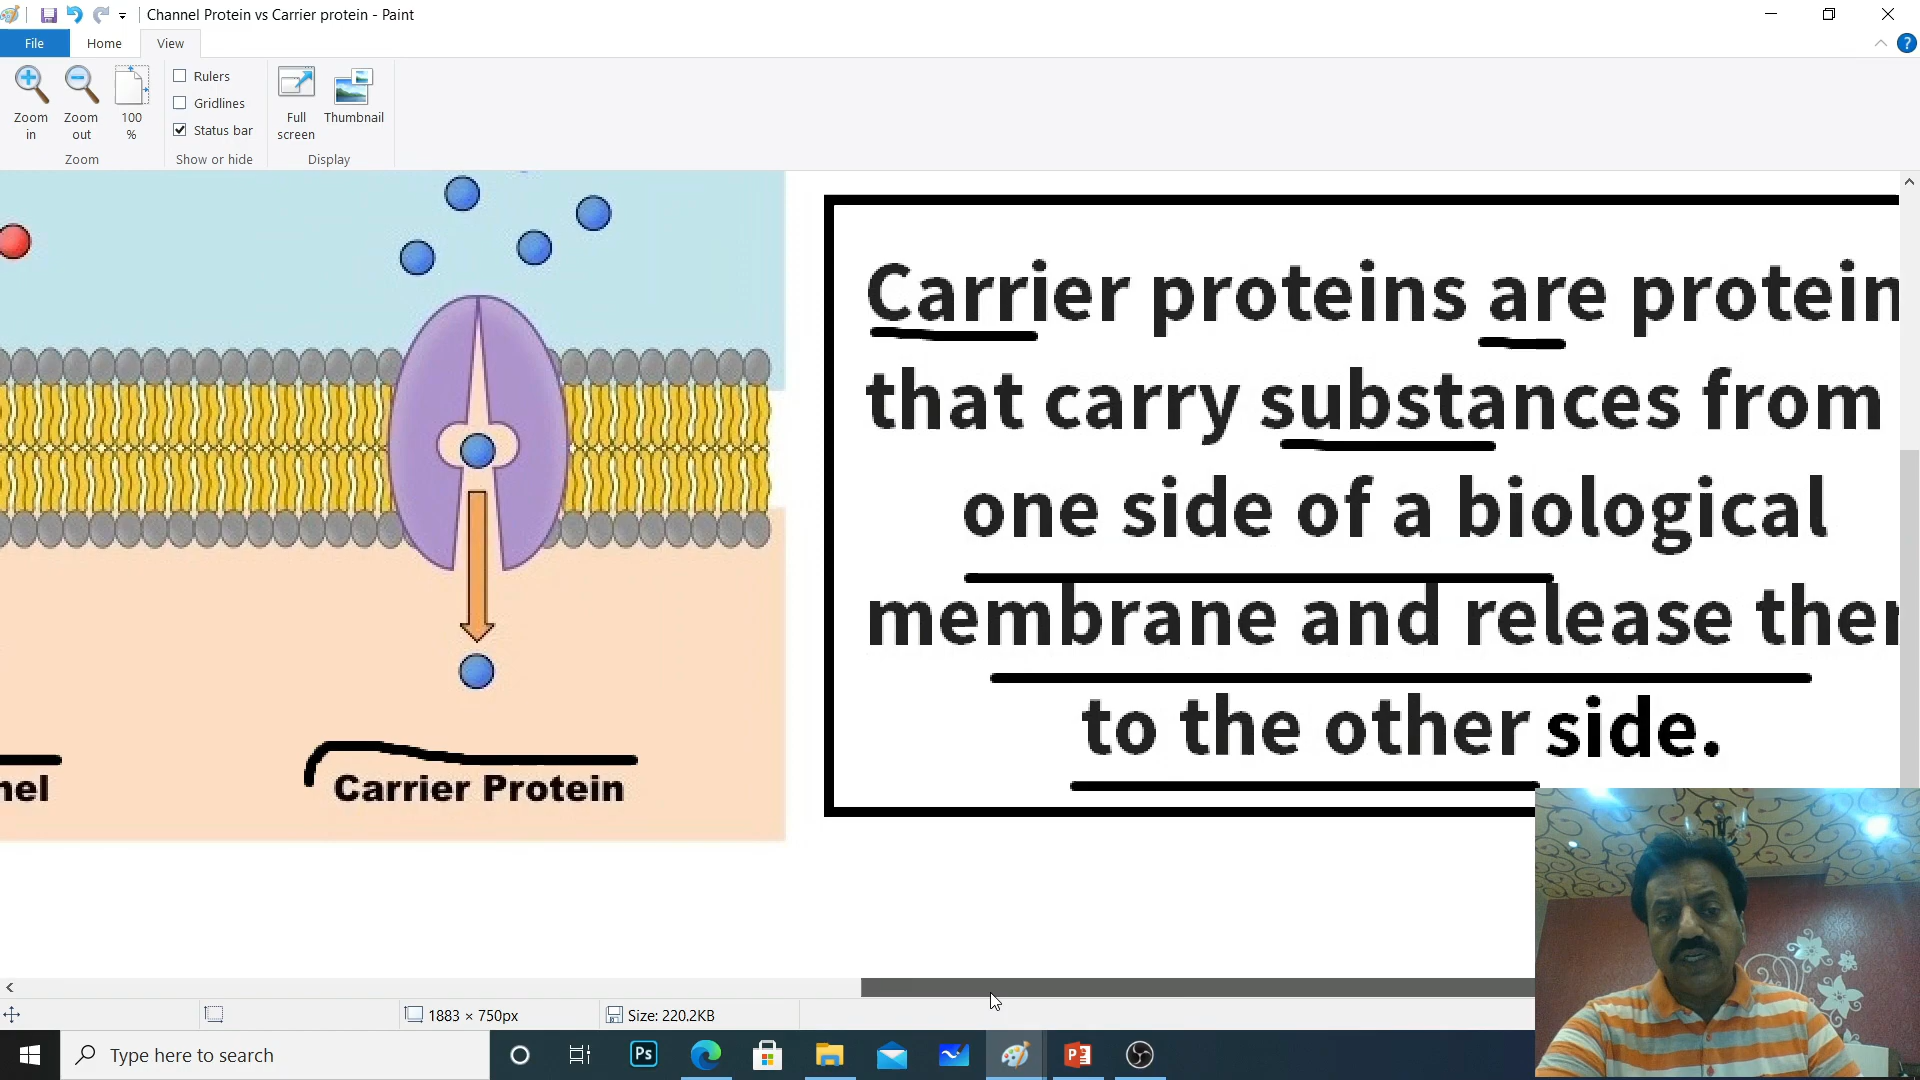 Channel Protein vs Carrier protein - Paint
File
Home
View
Zoom in
Zoom out
100 %
Rulers
Gridlines
Status bar
Full screen
Thumbnail
Zoom
Show or hide
Display
Carrier proteins are protein
that carry substances from
one side of a biological
membrane and release
to the other side.
Carrier Protein
1883 × 750px
Size: 220.2KB
Type here to search
Ps